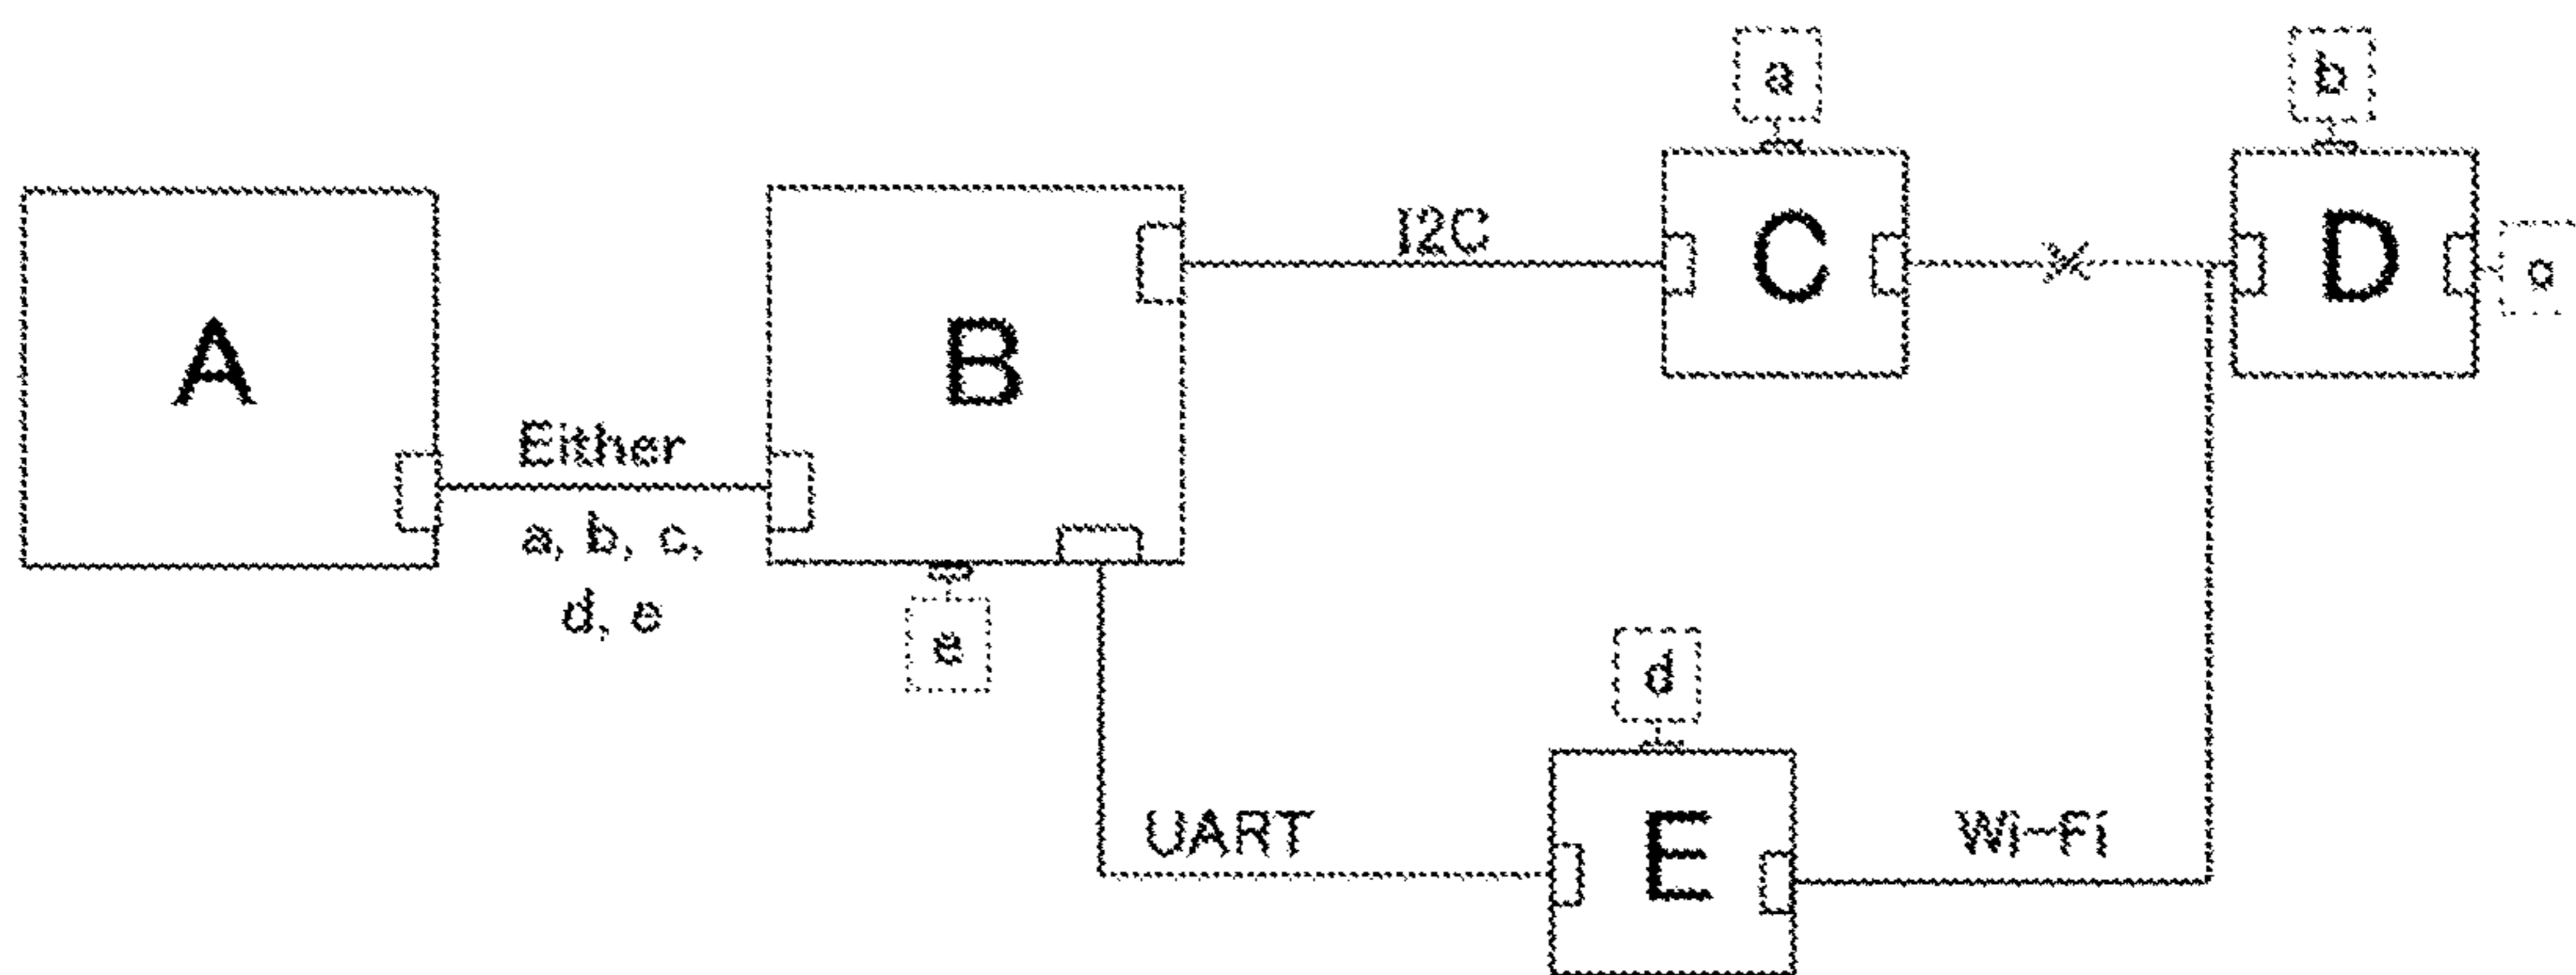 a
b
I2C
C
D
A
B
Either
a, b, c,
d, e
d
UART
E
Wi-Fi